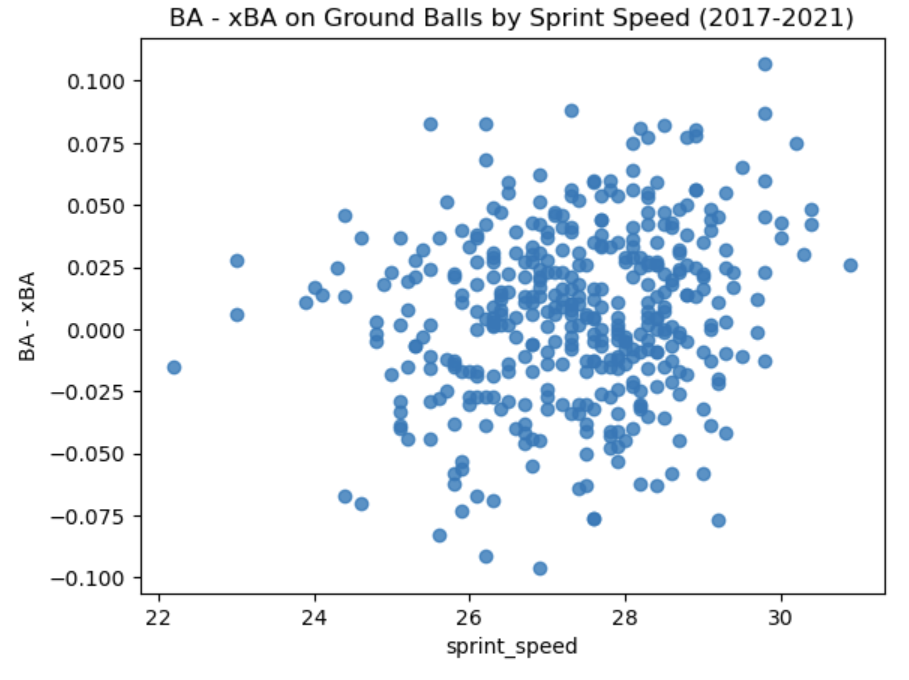 BA - xBA on Ground Balls by Sprint Speed (2017-2021)
0.100
0.075
0.050
0.025
0.000
−0.025
−0.050
−0.075
−0.100
BA - xBA
22 24 26 28 30
sprint_speed